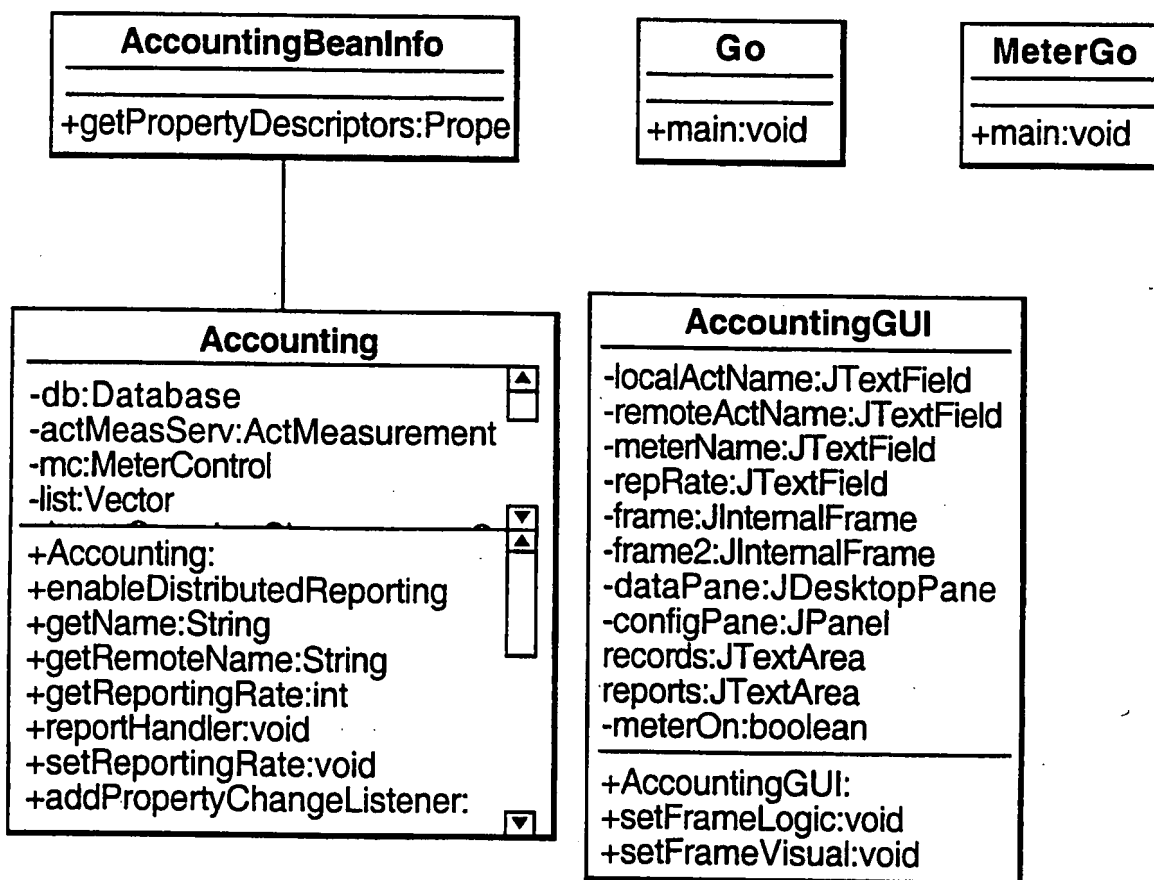 AccountingBeanInfo
+getPropertyDescriptors:Prope
Go
+main:void
MeterGo
+main:void
Accounting
-db:Database
-actMeasServ:ActMeasurement
-mc:MeterControl
-list:Vector
+Accounting:
+enableDistributedReporting
+getName:String
+getRemoteName:String
+getReportingRate:int
+reportHandler:void
+setReportingRate:void
+addPropertyChangeListener:
AccountingGUI
-localActName:JTextField
-remoteActName:JTextField
-meterName:JTextField
-repRate:JTextField
-frame:JInternalFrame
-frame2:JInternalFrame
-dataPane:JDesktopPane
-configPane:JPanel
records:JTextArea
reports:JTextArea
-meterOn:boolean
+AccountingGUI:
+setFrameLogic:void
+setFrameVisual:void